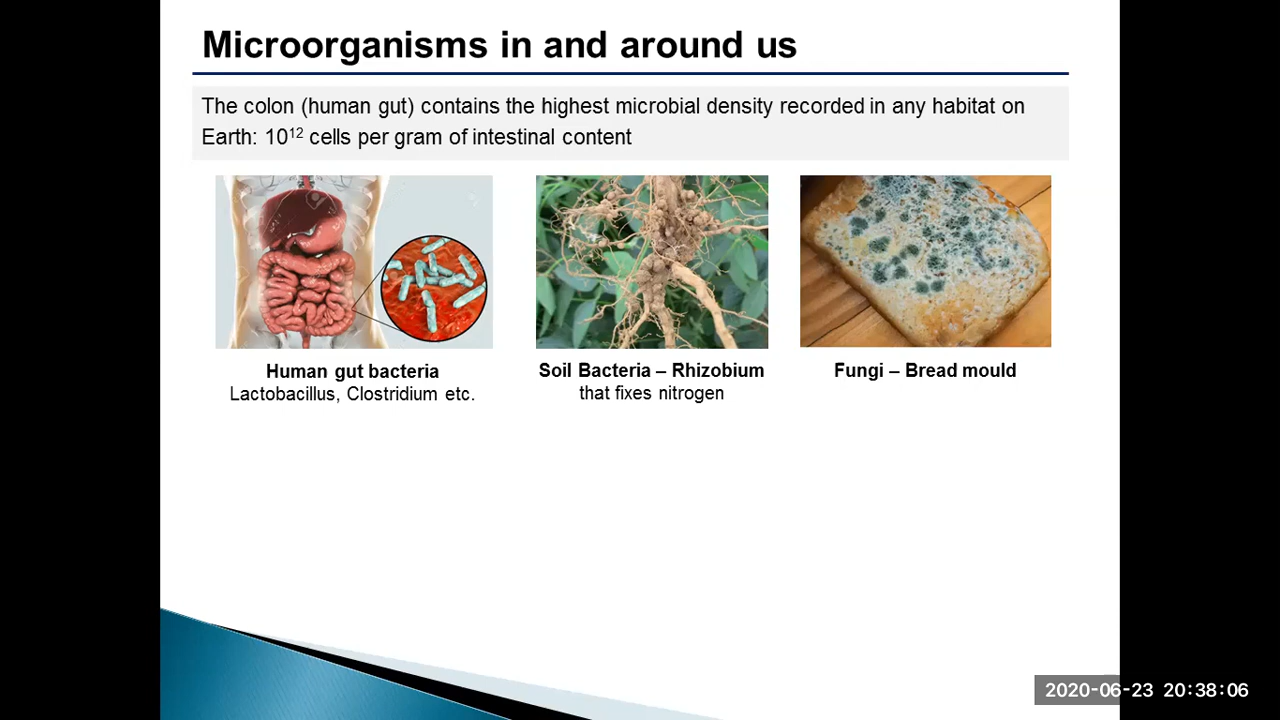 Microorganisms in and around us
The colon (human gut) contains the highest microbial density recorded in any habitat on
Earth: 10¹² cells per gram of intestinal content
Human gut bacteria
Lactobacillus, Clostridium etc.
Soil Bacteria – Rhizobium
that fixes nitrogen
Fungi – Bread mould
2020-06-23 20:38:06